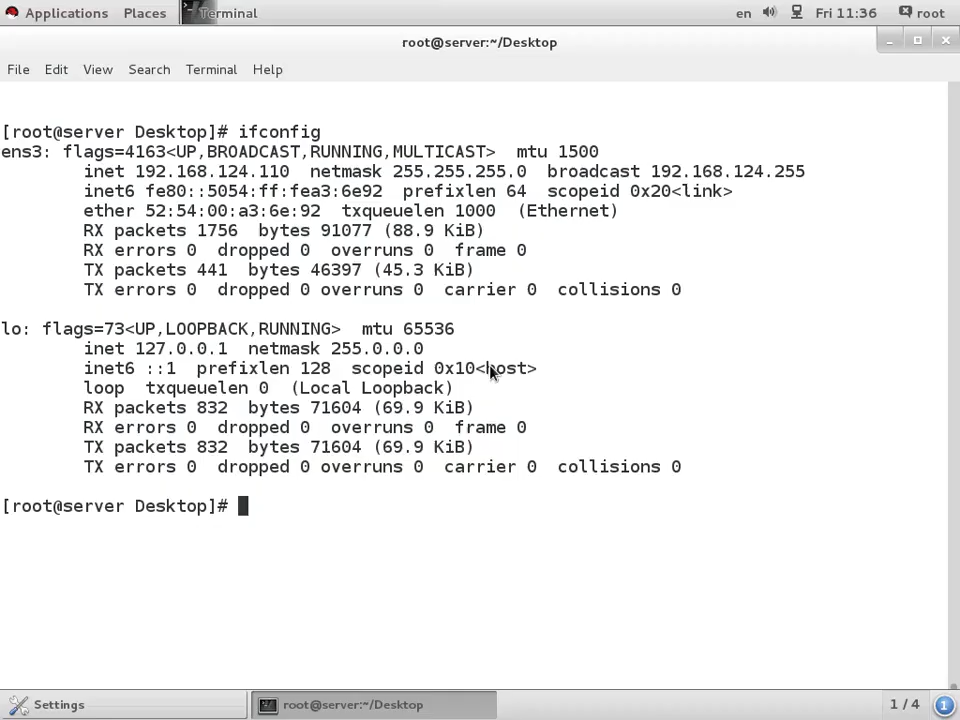 Applications Places Terminal en Fri 11:36 root
root@server:~/Desktop
File Edit View Search Terminal Help
[root@server Desktop]# ifconfig
ens3: flags=4163<UP,BROADCAST,RUNNING,MULTICAST>  mtu 1500
        inet 192.168.124.110  netmask 255.255.255.0  broadcast 192.168.124.255
        inet6 fe80::5054:ff:fea3:6e92  prefixlen 64  scopeid 0x20<link>
        ether 52:54:00:a3:6e:92  txqueuelen 1000  (Ethernet)
        RX packets 1756  bytes 91077 (88.9 KiB)
        RX errors 0  dropped 0  overruns 0  frame 0
        TX packets 441  bytes 46397 (45.3 KiB)
        TX errors 0  dropped 0 overruns 0  carrier 0  collisions 0
lo: flags=73<UP,LOOPBACK,RUNNING>  mtu 65536
        inet 127.0.0.1  netmask 255.0.0.0
        inet6 ::1  prefixlen 128  scopeid 0x10<host>
        loop  txqueuelen 0  (Local Loopback)
        RX packets 832  bytes 71604 (69.9 KiB)
        RX errors 0  dropped 0  overruns 0  frame 0
        TX packets 832  bytes 71604 (69.9 KiB)
        TX errors 0  dropped 0 overruns 0  carrier 0  collisions 0
[root@server Desktop]#
Settings root@server:~/Desktop 1 / 4 1